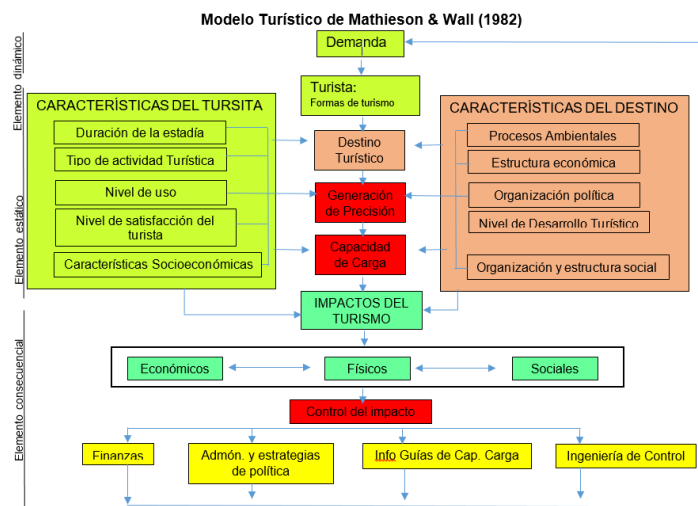 Modelo Turístico de Mathieson & Wall (1982)
Elemento dinámico
Demanda
Turista:
Formas de turismo
Elemento estático
CARACTERÍSTICAS DEL TURSITA
Duración de la estadía
Tipo de actividad Turística
Nivel de uso
Nivel de satisfacción del
turista
Características Socioeconómicas
Destino
Turístico
Generación
de Precisión
Capacidad
de Carga
CARACTERÍSTICAS DEL DESTINO
Procesos Ambientales
Estructura económica
Organización política
Nivel de Desarrollo Turístico
Organización y estructura social
IMPACTOS DEL
TURISMO
Elemento consecuencial
Económicos
Físicos
Sociales
Control del impacto
Finanzas
Admón. y estrategias
de política
Info Guías de Cap. Carga
Ingeniería de Control